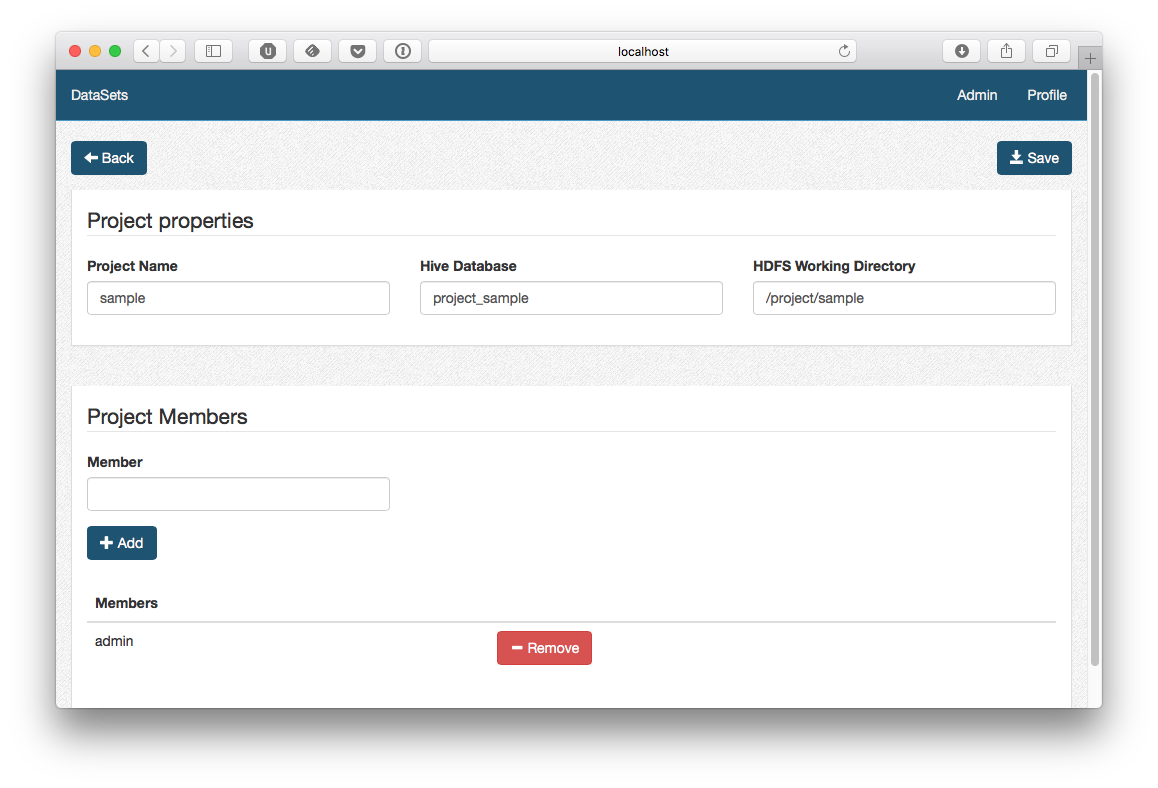 localhost
DataSets Admin Profile
Back Save
Project properties
Project Name Hive Database HDFS Working Directory
sample project_sample /project/sample
Project Members
Member
Add
Members
admin Remove